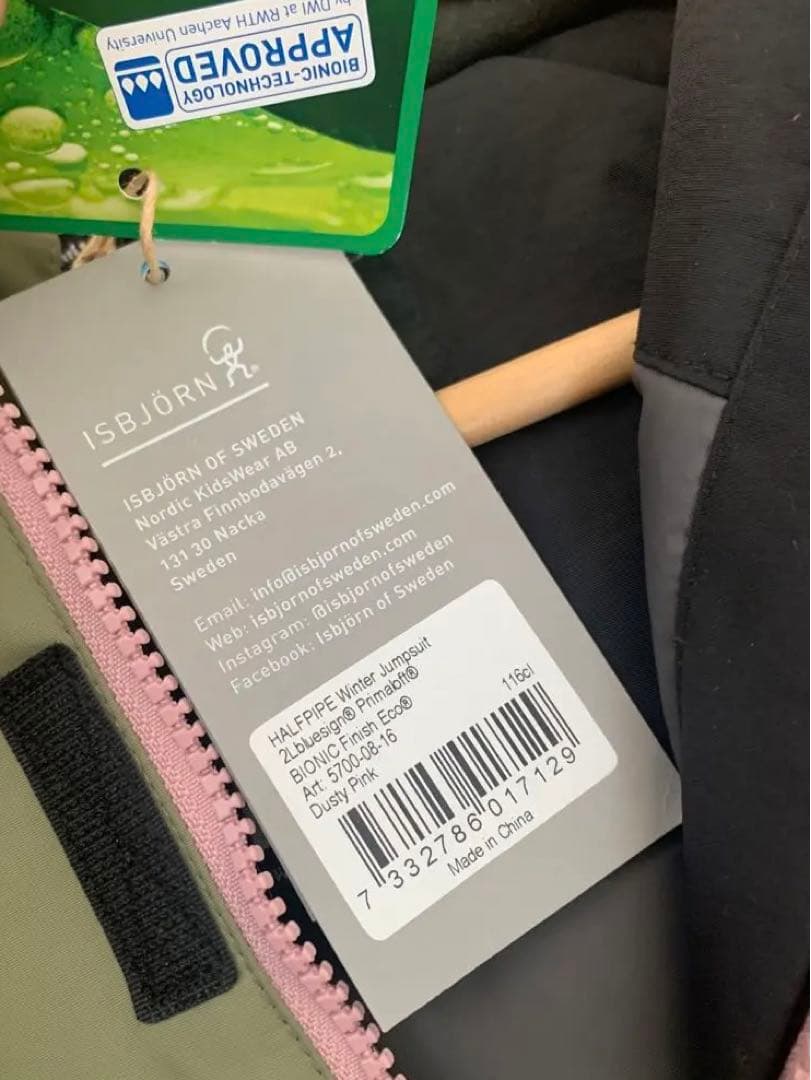 by DWI at RWTH Aachen University
BIONIC-TECHNOLOGY
APPROVED
ISBJÖRN®
ISBJÖRN OF SWEDEN
Nordic KidsWear AB
Västra Finnbodavägen 2,
131 30 Nacka
Sweden
Email: info@isbjornofsweden.com
Web: isbjornofsweden.com
Instagram: @isbjornofsweden
Facebook: Isbjörn of Sweden
HALFPIPE Winter Jumpsuit
2Lbluesign® Primaloft®
BIONIC Finish Eco®
Art: 5700-08-16
Dusty Pink
116cl
7 332786 017129
Made in China